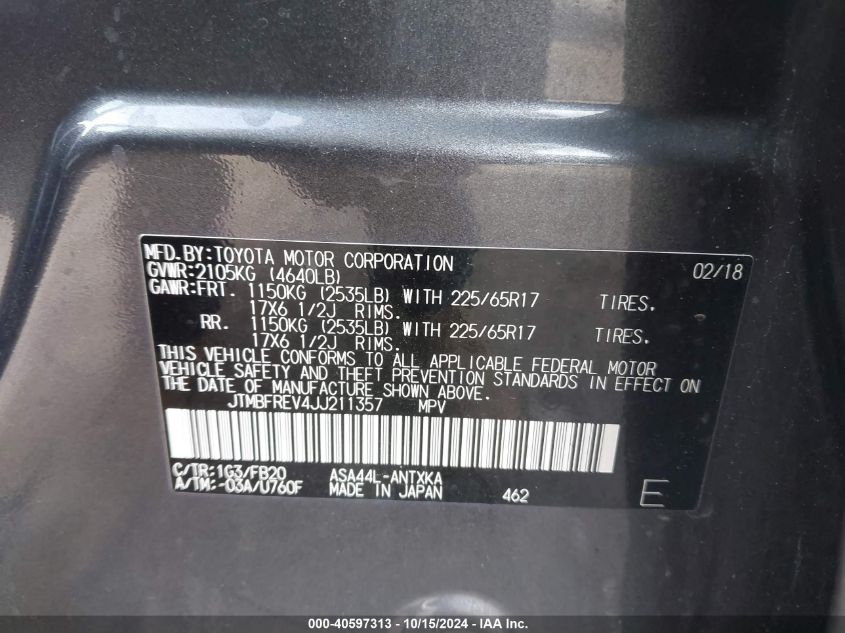 MFD.BY:TOYOTA MOTOR CORPORATION 02/18
GVWR:2105KG (4640LB)
GAWR:FRT. 1150KG (2535LB) WITH 225/65R17 TIRES.
17X6 1/2J RIMS.
RR. 1150KG (2535LB) WITH 225/65R17 TIRES.
17X6 1/2J RIMS.
THIS VEHICLE CONFORMS TO ALL APPLICABLE FEDERAL MOTOR
VEHICLE SAFETY AND THEFT PREVENTION STANDARDS IN EFFECT ON
THE DATE OF MANUFACTURE SHOWN ABOVE.
JTMBFREV4JJ211357 MPV
C/TR:1G3/FB20 ASA44L-ANTXKA
A/TM:-03A/U760F MADE IN JAPAN 462 E
000-40597313 - 10/15/2024 - IAA Inc.